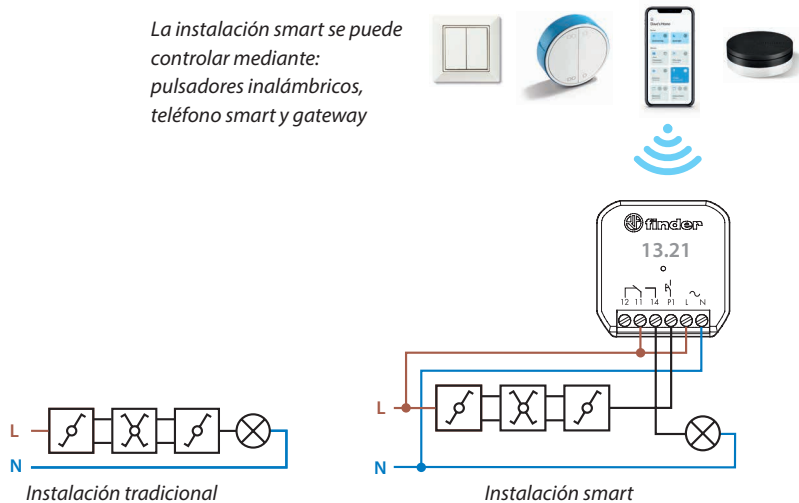 La instalación smart se puede
controlar mediante:
pulsadores inalámbricos,
teléfono smart y gateway
finder
13.21
12 11 14 P1 L N
L
N
Instalación tradicional
L
N
Instalación smart